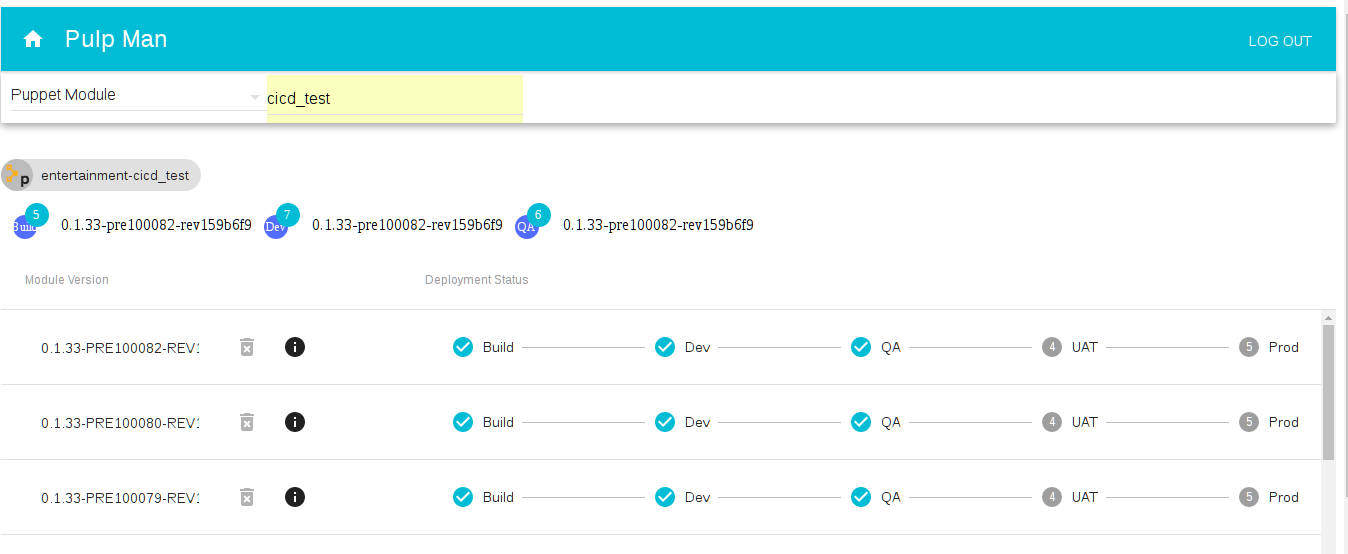 Pulp Man LOG OUT
Puppet Module cicd_test
p entertainment-cicd_test
Build 5 0.1.33-pre100082-rev159b6f9 Dev 7 0.1.33-pre100082-rev159b6f9 QA 6 0.1.33-pre100082-rev159b6f9
Module Version Deployment Status
0.1.33-PRE100082-REV1 Build Dev QA 4 UAT 5 Prod
0.1.33-PRE100080-REV1 Build Dev QA 4 UAT 5 Prod
0.1.33-PRE100079-REV1 Build Dev QA 4 UAT 5 Prod